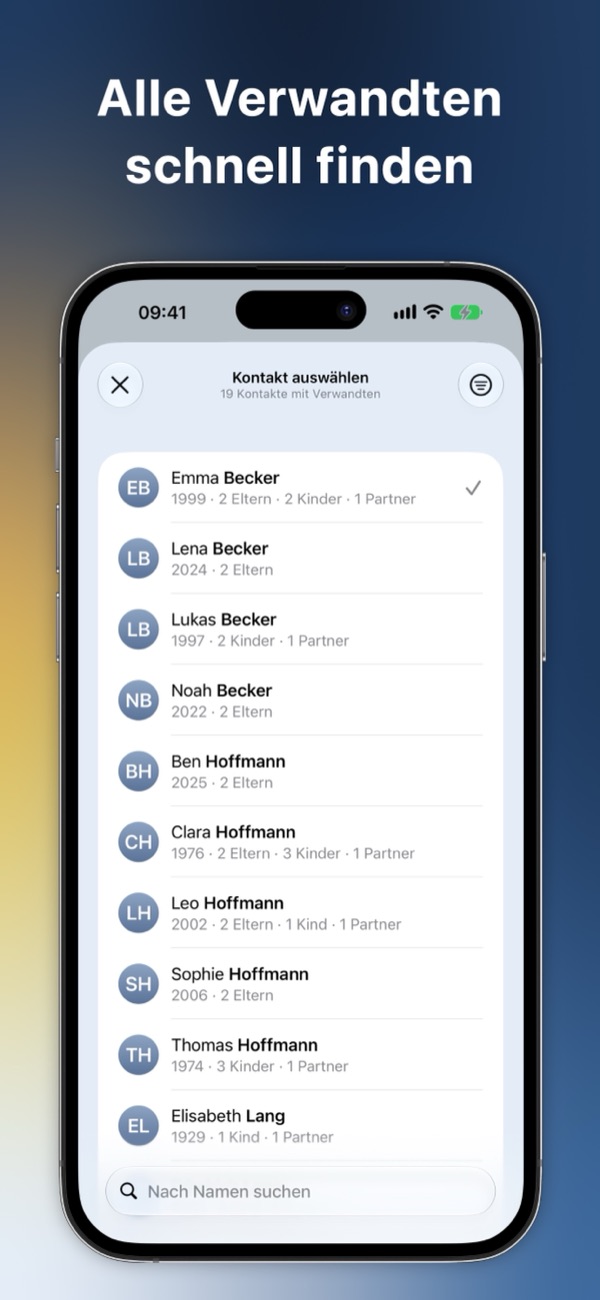 Alle Verwandten
schnell finden
09:41
Kontakt auswählen
19 Kontakte mit Verwandten
EB
Emma Becker
1999 · 2 Eltern · 2 Kinder · 1 Partner
LB
Lena Becker
2024 · 2 Eltern
LB
Lukas Becker
1997 · 2 Kinder · 1 Partner
NB
Noah Becker
2022 · 2 Eltern
BH
Ben Hoffmann
2025 · 2 Eltern
CH
Clara Hoffmann
1976 · 2 Eltern · 3 Kinder · 1 Partner
LH
Leo Hoffmann
2002 · 2 Eltern · 1 Kind · 1 Partner
SH
Sophie Hoffmann
2006 · 2 Eltern
TH
Thomas Hoffmann
1974 · 3 Kinder · 1 Partner
EL
Elisabeth Lang
1929 · 1 Kind · 1 Partner
Nach Namen suchen